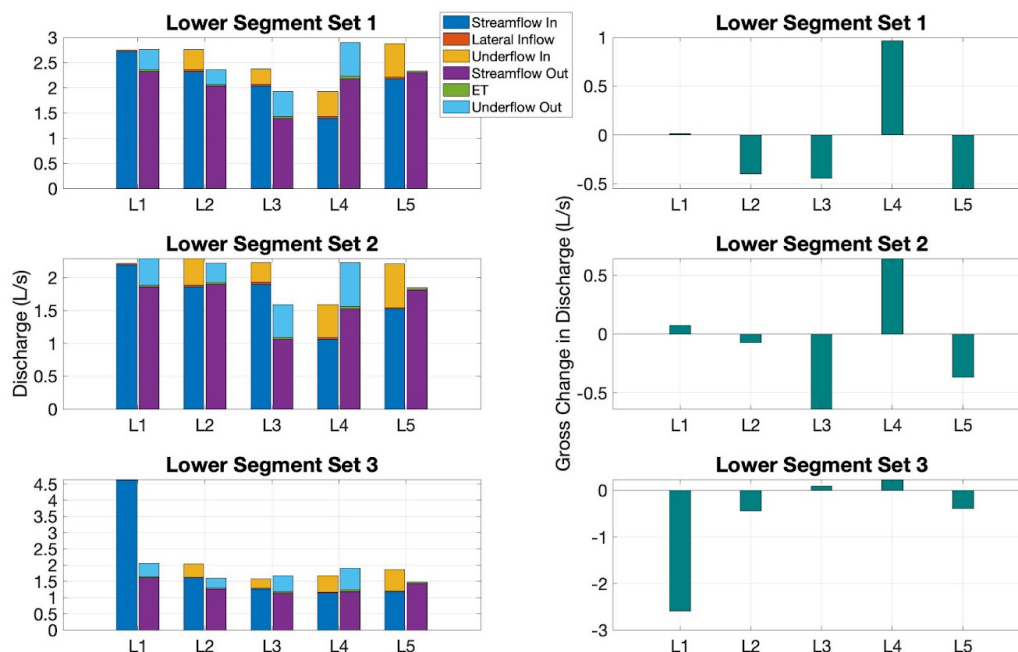 Lower Segment Set 1
Streamflow In
Lateral Inflow
Underflow In
Streamflow Out
ET
Underflow Out
3
2.5
2
1.5
1
0.5
0
L1 L2 L3 L4 L5
Lower Segment Set 2
Discharge (L/s)
2
1.5
1
0.5
0
L1 L2 L3 L4 L5
Lower Segment Set 3
4.5
4
3.5
3
2.5
2
1.5
1
0.5
0
L1 L2 L3 L4 L5
Lower Segment Set 1
1
0.5
0
-0.5
L1 L2 L3 L4 L5
Gross Change in Discharge (L/s)
Lower Segment Set 2
0.5
0
-0.5
L1 L2 L3 L4 L5
Lower Segment Set 3
0
-1
-2
-3
L1 L2 L3 L4 L5